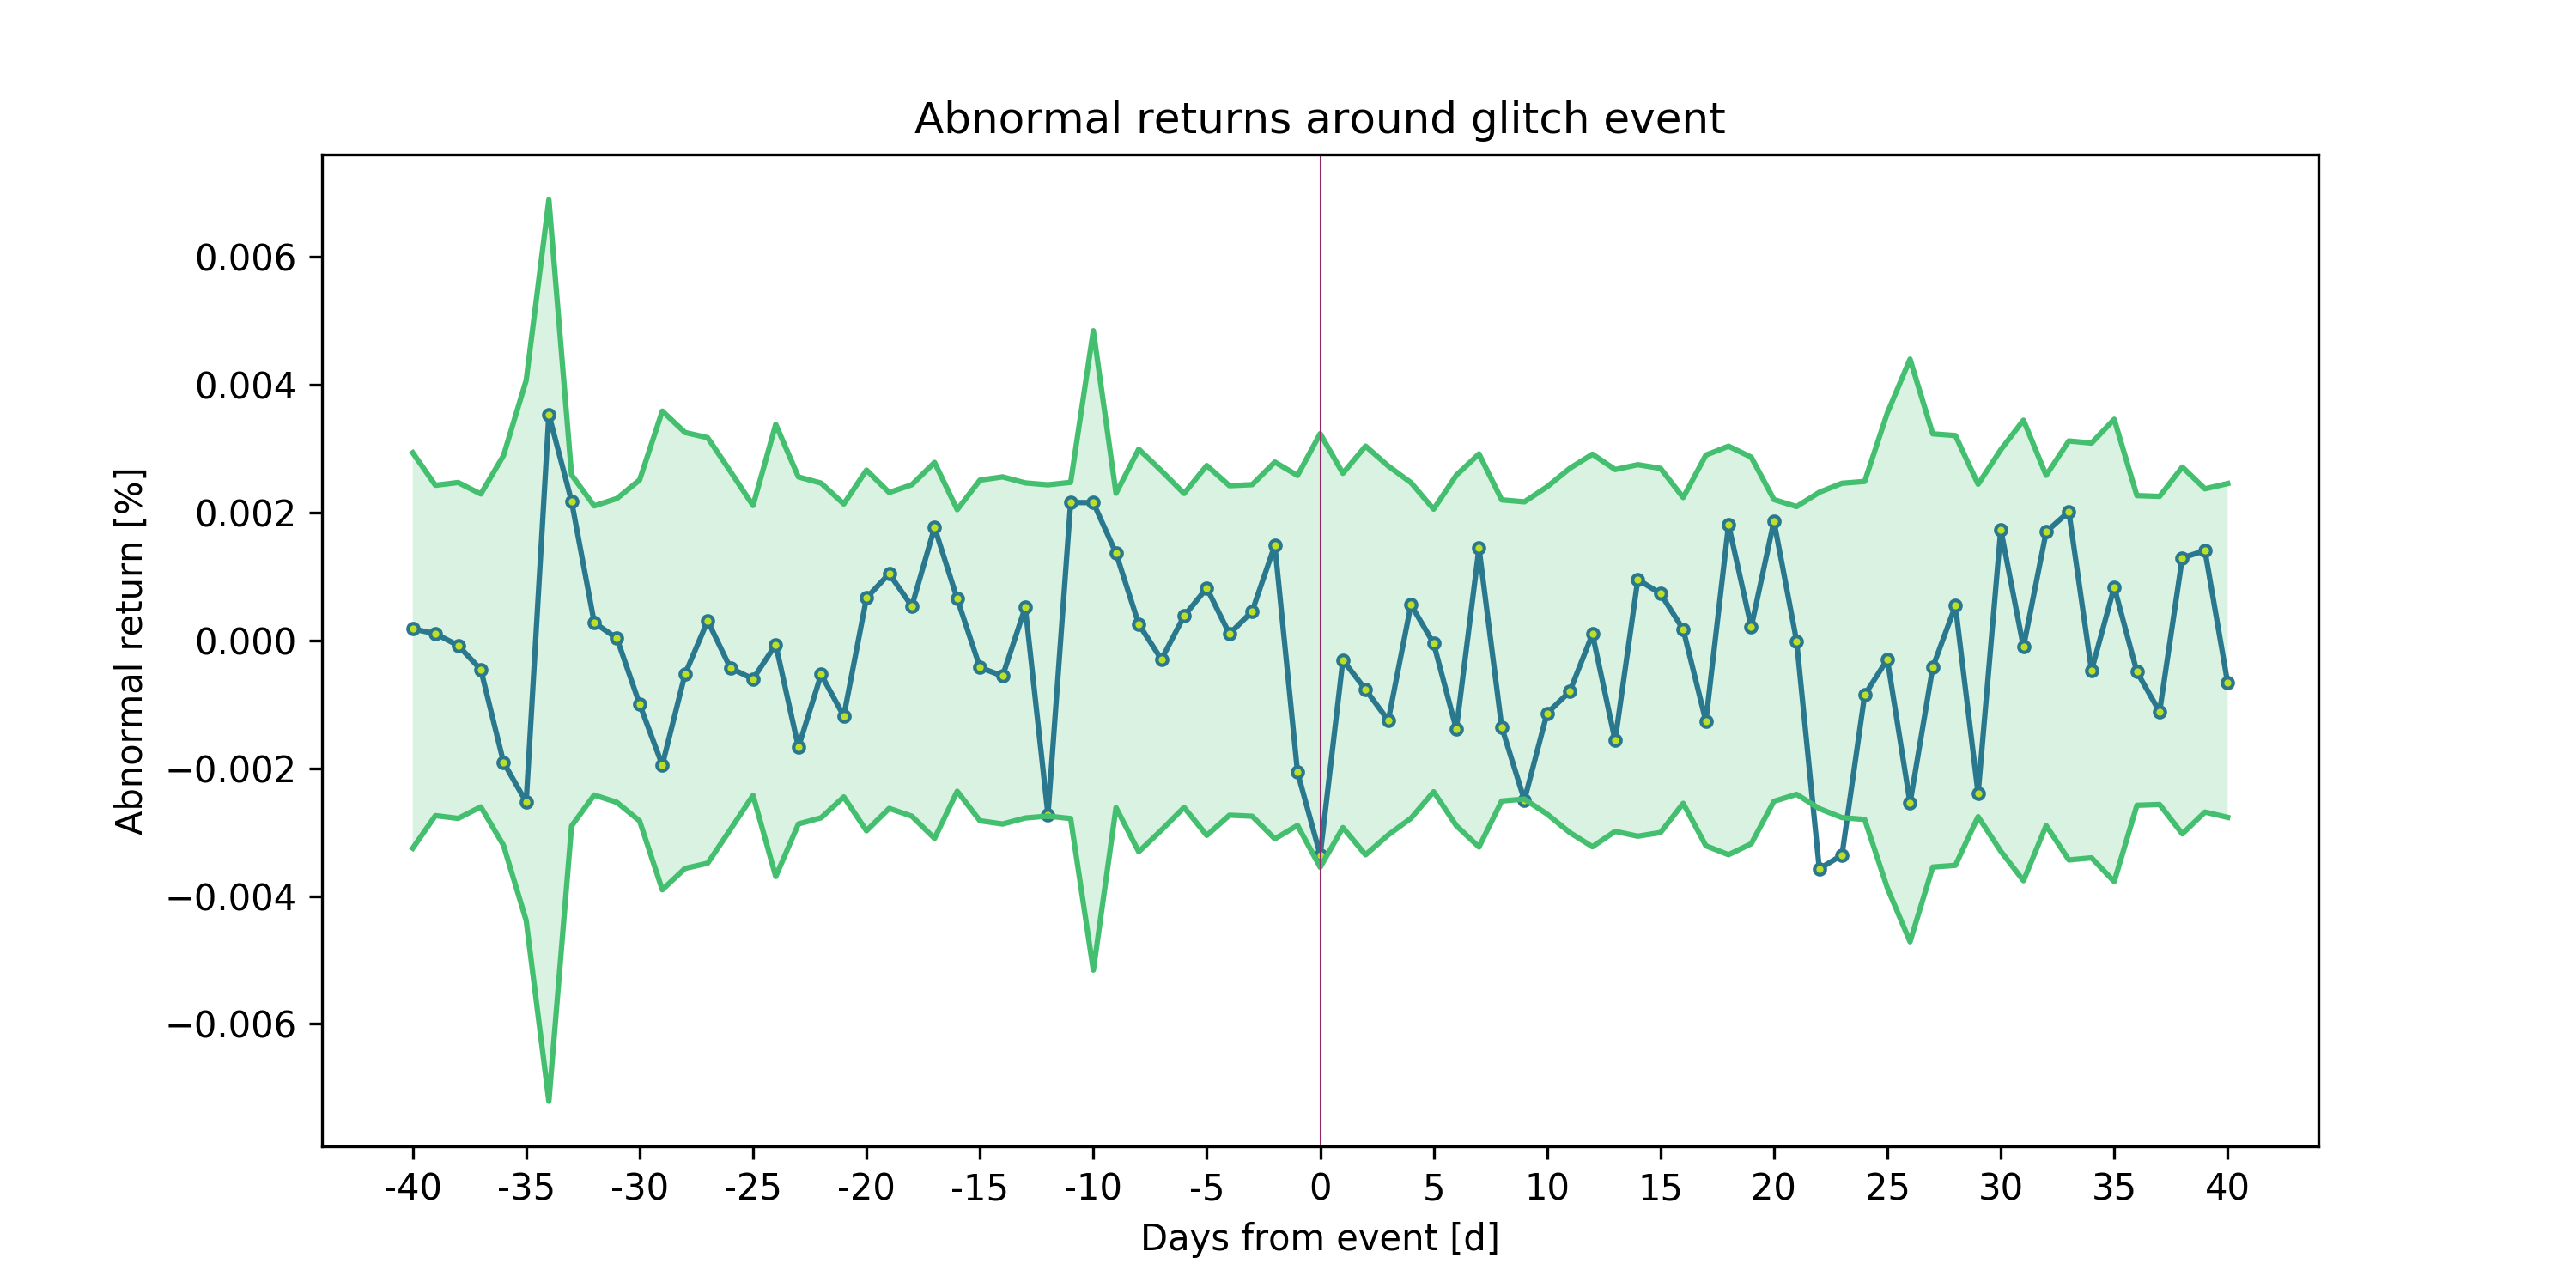 Abnormal returns around glitch event
Abnormal return [%]
0.006
0.004
0.002
0.000
−0.002
−0.004
−0.006
-40 -35 -30 -25 -20 -15 -10 -5 0 5 10 15 20 25 30 35 40
Days from event [d]